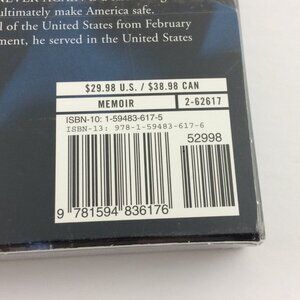 ultimately make America safe.
l of the United States from February
ment, he served in the United States
$29.98 U.S. / $38.98 CAN
MEMOIR 2-62617
ISBN-10: 1-59483-617-5
ISBN-13: 978-1-59483-617-6
52998
9 781594 836176